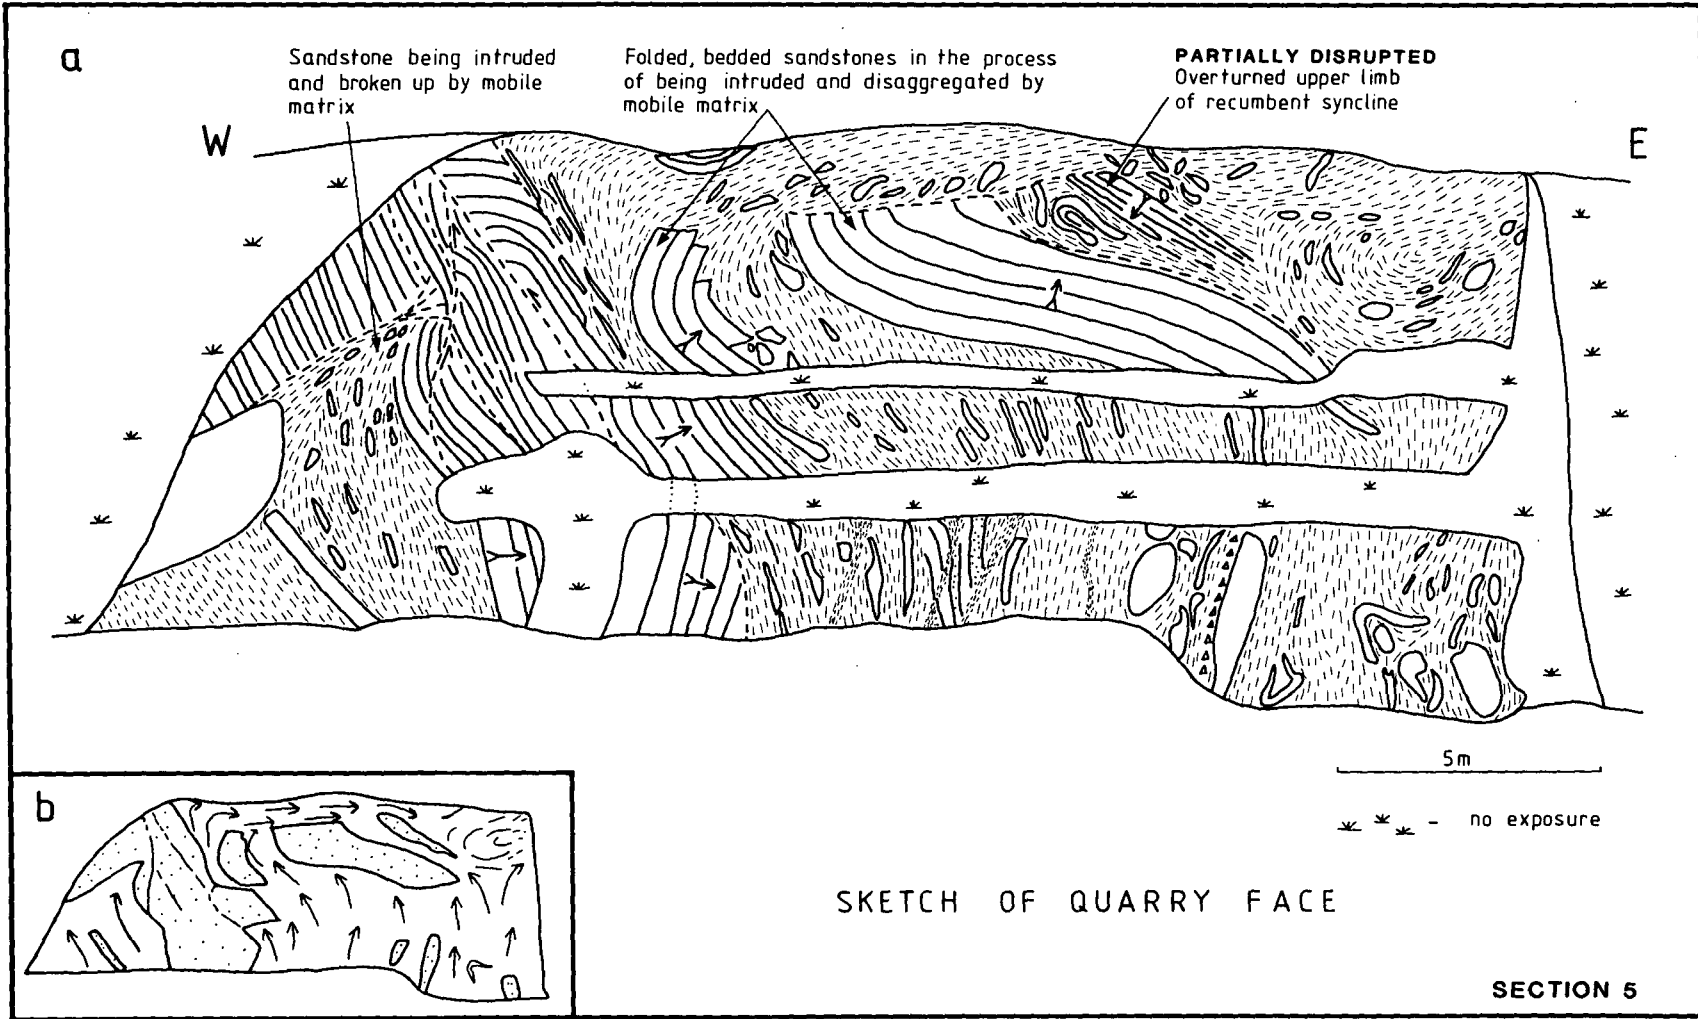 a
Sandstone being intruded
and broken up by mobile
matrix
Folded, bedded sandstones in the process
of being intruded and disaggregated by
mobile matrix
PARTIALLY DISRUPTED
Overturned upper limb
of recumbent syncline
W
E
5m
- no exposure
b
SKETCH OF QUARRY FACE
SECTION 5